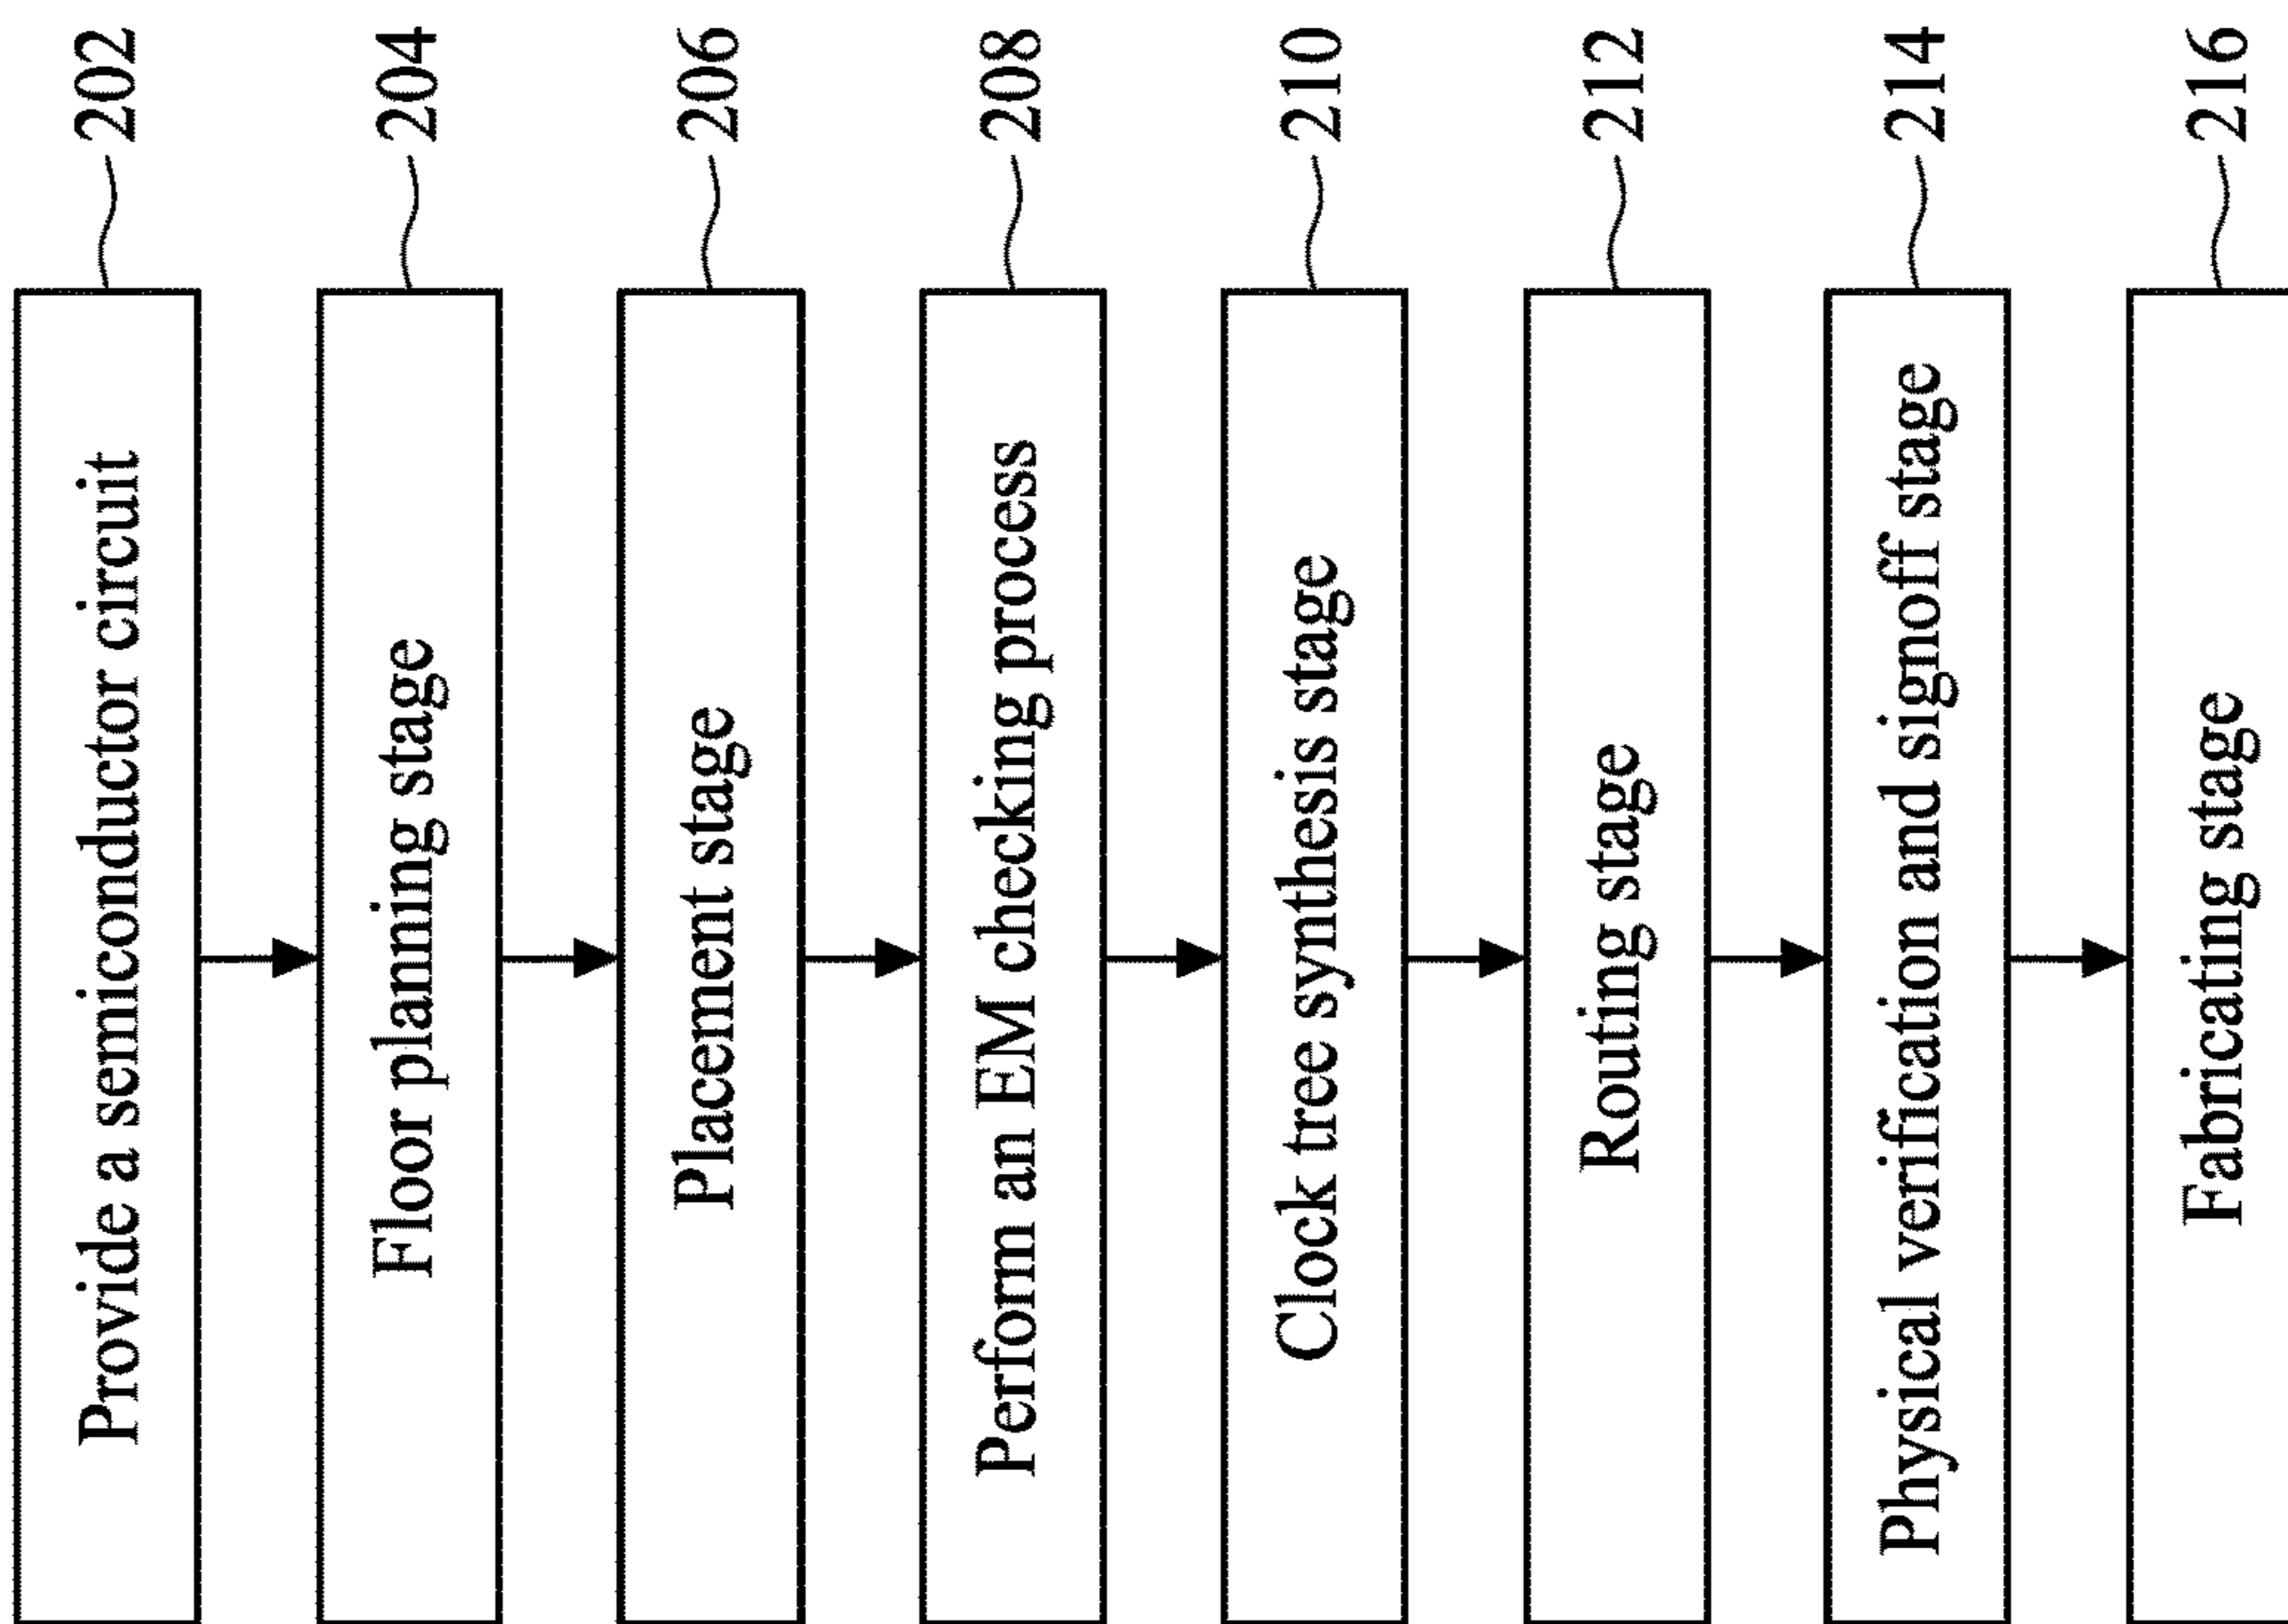 Provide a semiconductor circuit 202
Floor planning stage 204
Placement stage 206
Perform an EM checking process 208
Clock tree synthesis stage 210
Routing stage 212
Physical verification and signoff stage 214
Fabricating stage 216